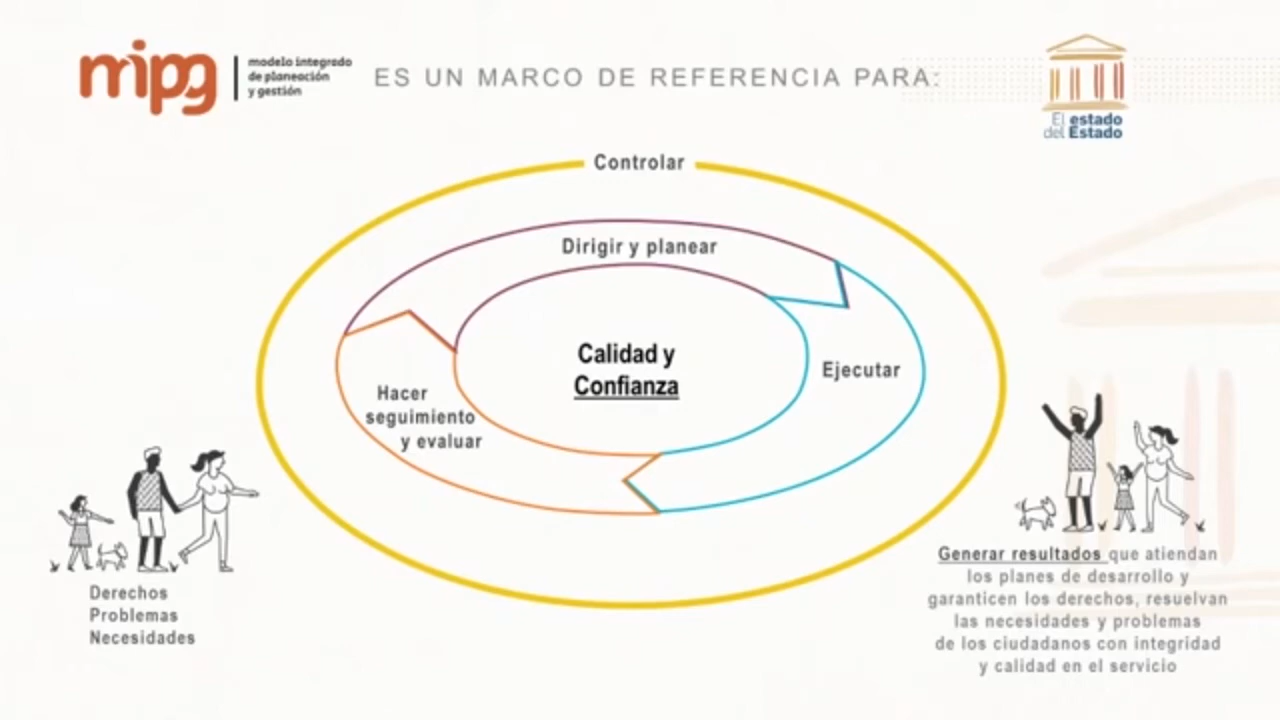 mipg
modelo integrado
de planeación
y gestión
ES UN MARCO DE REFERENCIA PARA:
El estado
del Estado
Controlar
Dirigir y planear
Calidad y
Confianza
Ejecutar
Hacer
seguimiento
y evaluar
Derechos
Problemas
Necesidades
Generar resultados que atiendan
los planes de desarrollo y
garanticen los derechos, resuelvan
las necesidades y problemas
de los ciudadanos con integridad
y calidad en el servicio